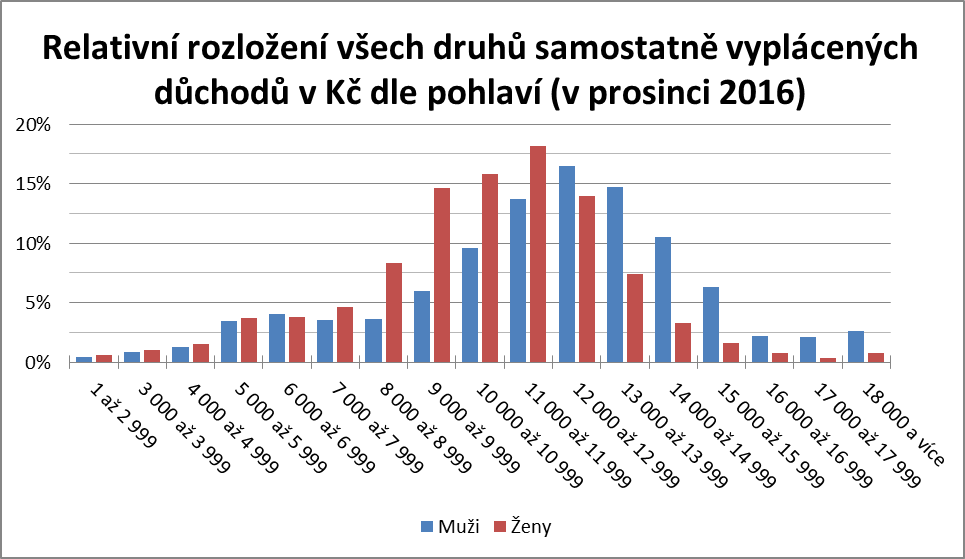 Relativní rozložení všech druhů samostatně vyplácených
důchodů v Kč dle pohlaví (v prosinci 2016)
20%
15%
10%
5%
0%
1 až 2 999
3 000 až 3 999
4 000 až 4 999
5 000 až 5 999
6 000 až 6 999
7 000 až 7 999
8 000 až 8 999
9 000 až 9 999
10 000 až 10 999
11 000 až 11 999
12 000 až 12 999
13 000 až 13 999
14 000 až 14 999
15 000 až 15 999
16 000 až 16 999
17 000 až 17 999
18 000 a více
Muži Ženy